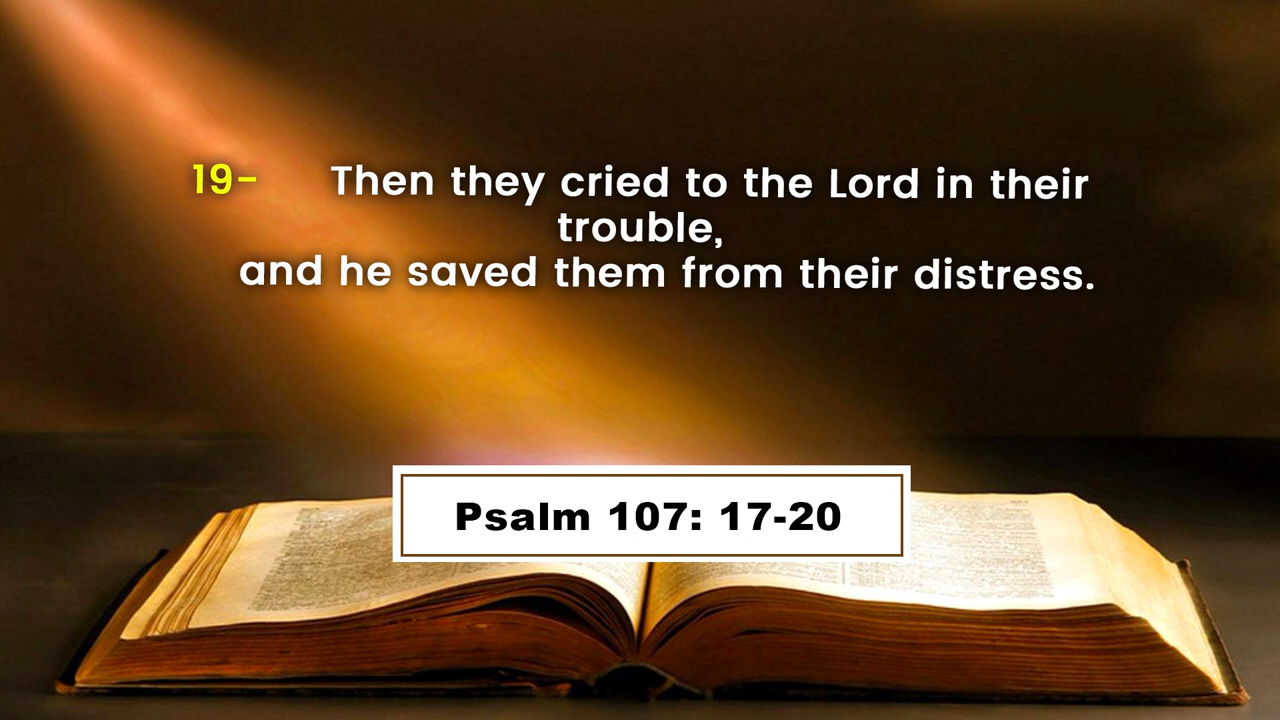 19- Then they cried to the Lord in their
trouble,
and he saved them from their distress.
Psalm 107: 17-20